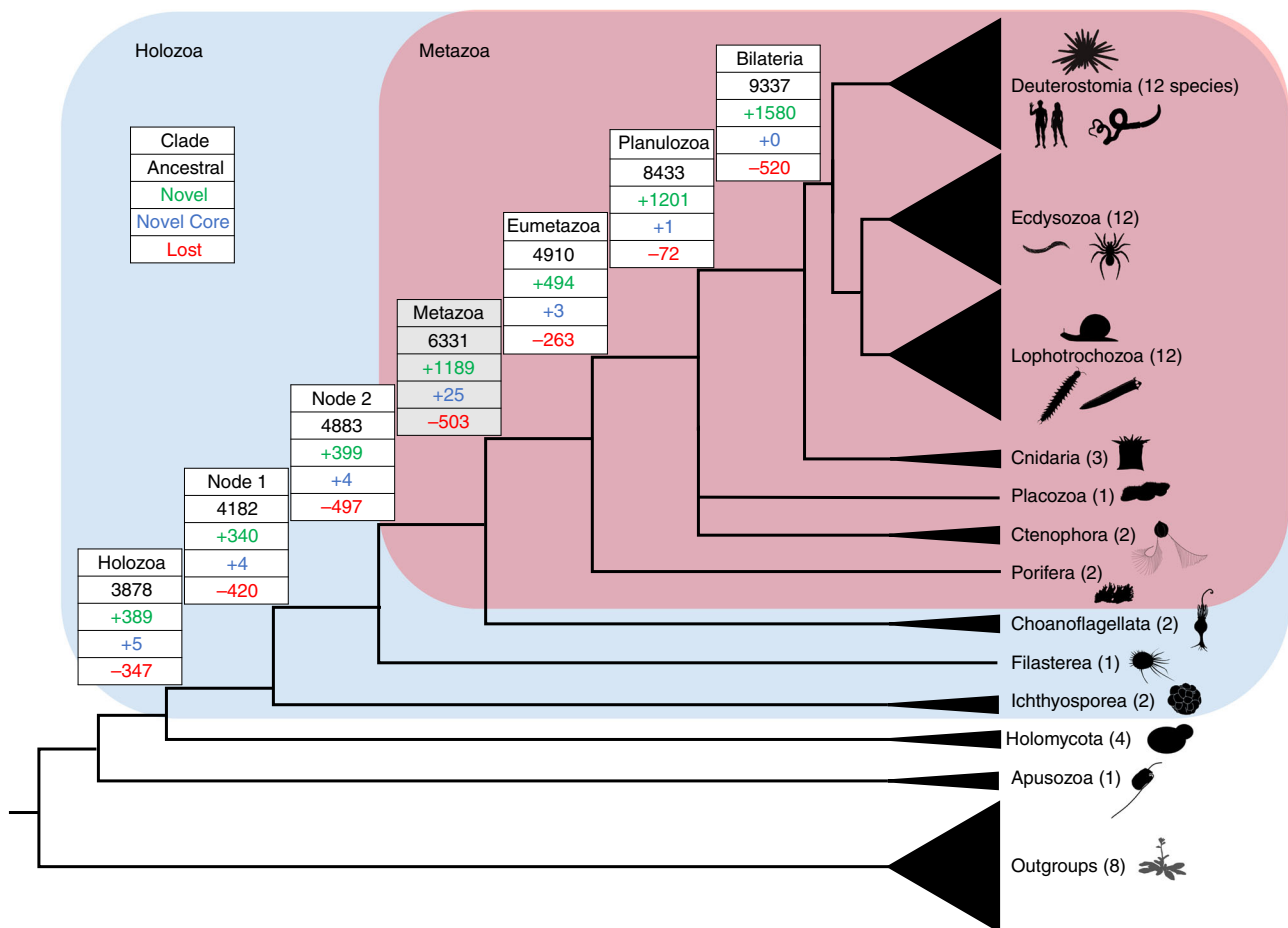 Holozoa
Metazoa
Clade
Ancestral
Novel
Novel Core
Lost
Bilateria
9337
+1580
+0
−520
Planulozoa
8433
+1201
+1
−72
Eumetazoa
4910
+494
+3
−263
Metazoa
6331
+1189
+25
−503
Node 2
4883
+399
+4
−497
Node 1
4182
+340
+4
−420
Holozoa
3878
+389
+5
−347
Deuterostomia (12 species)
Ecdysozoa (12)
Lophotrochozoa (12)
Cnidaria (3)
Placozoa (1)
Ctenophora (2)
Porifera (2)
Choanoflagellata (2)
Filasterea (1)
Ichthyosporea (2)
Holomycota (4)
Apusozoa (1)
Outgroups (8)